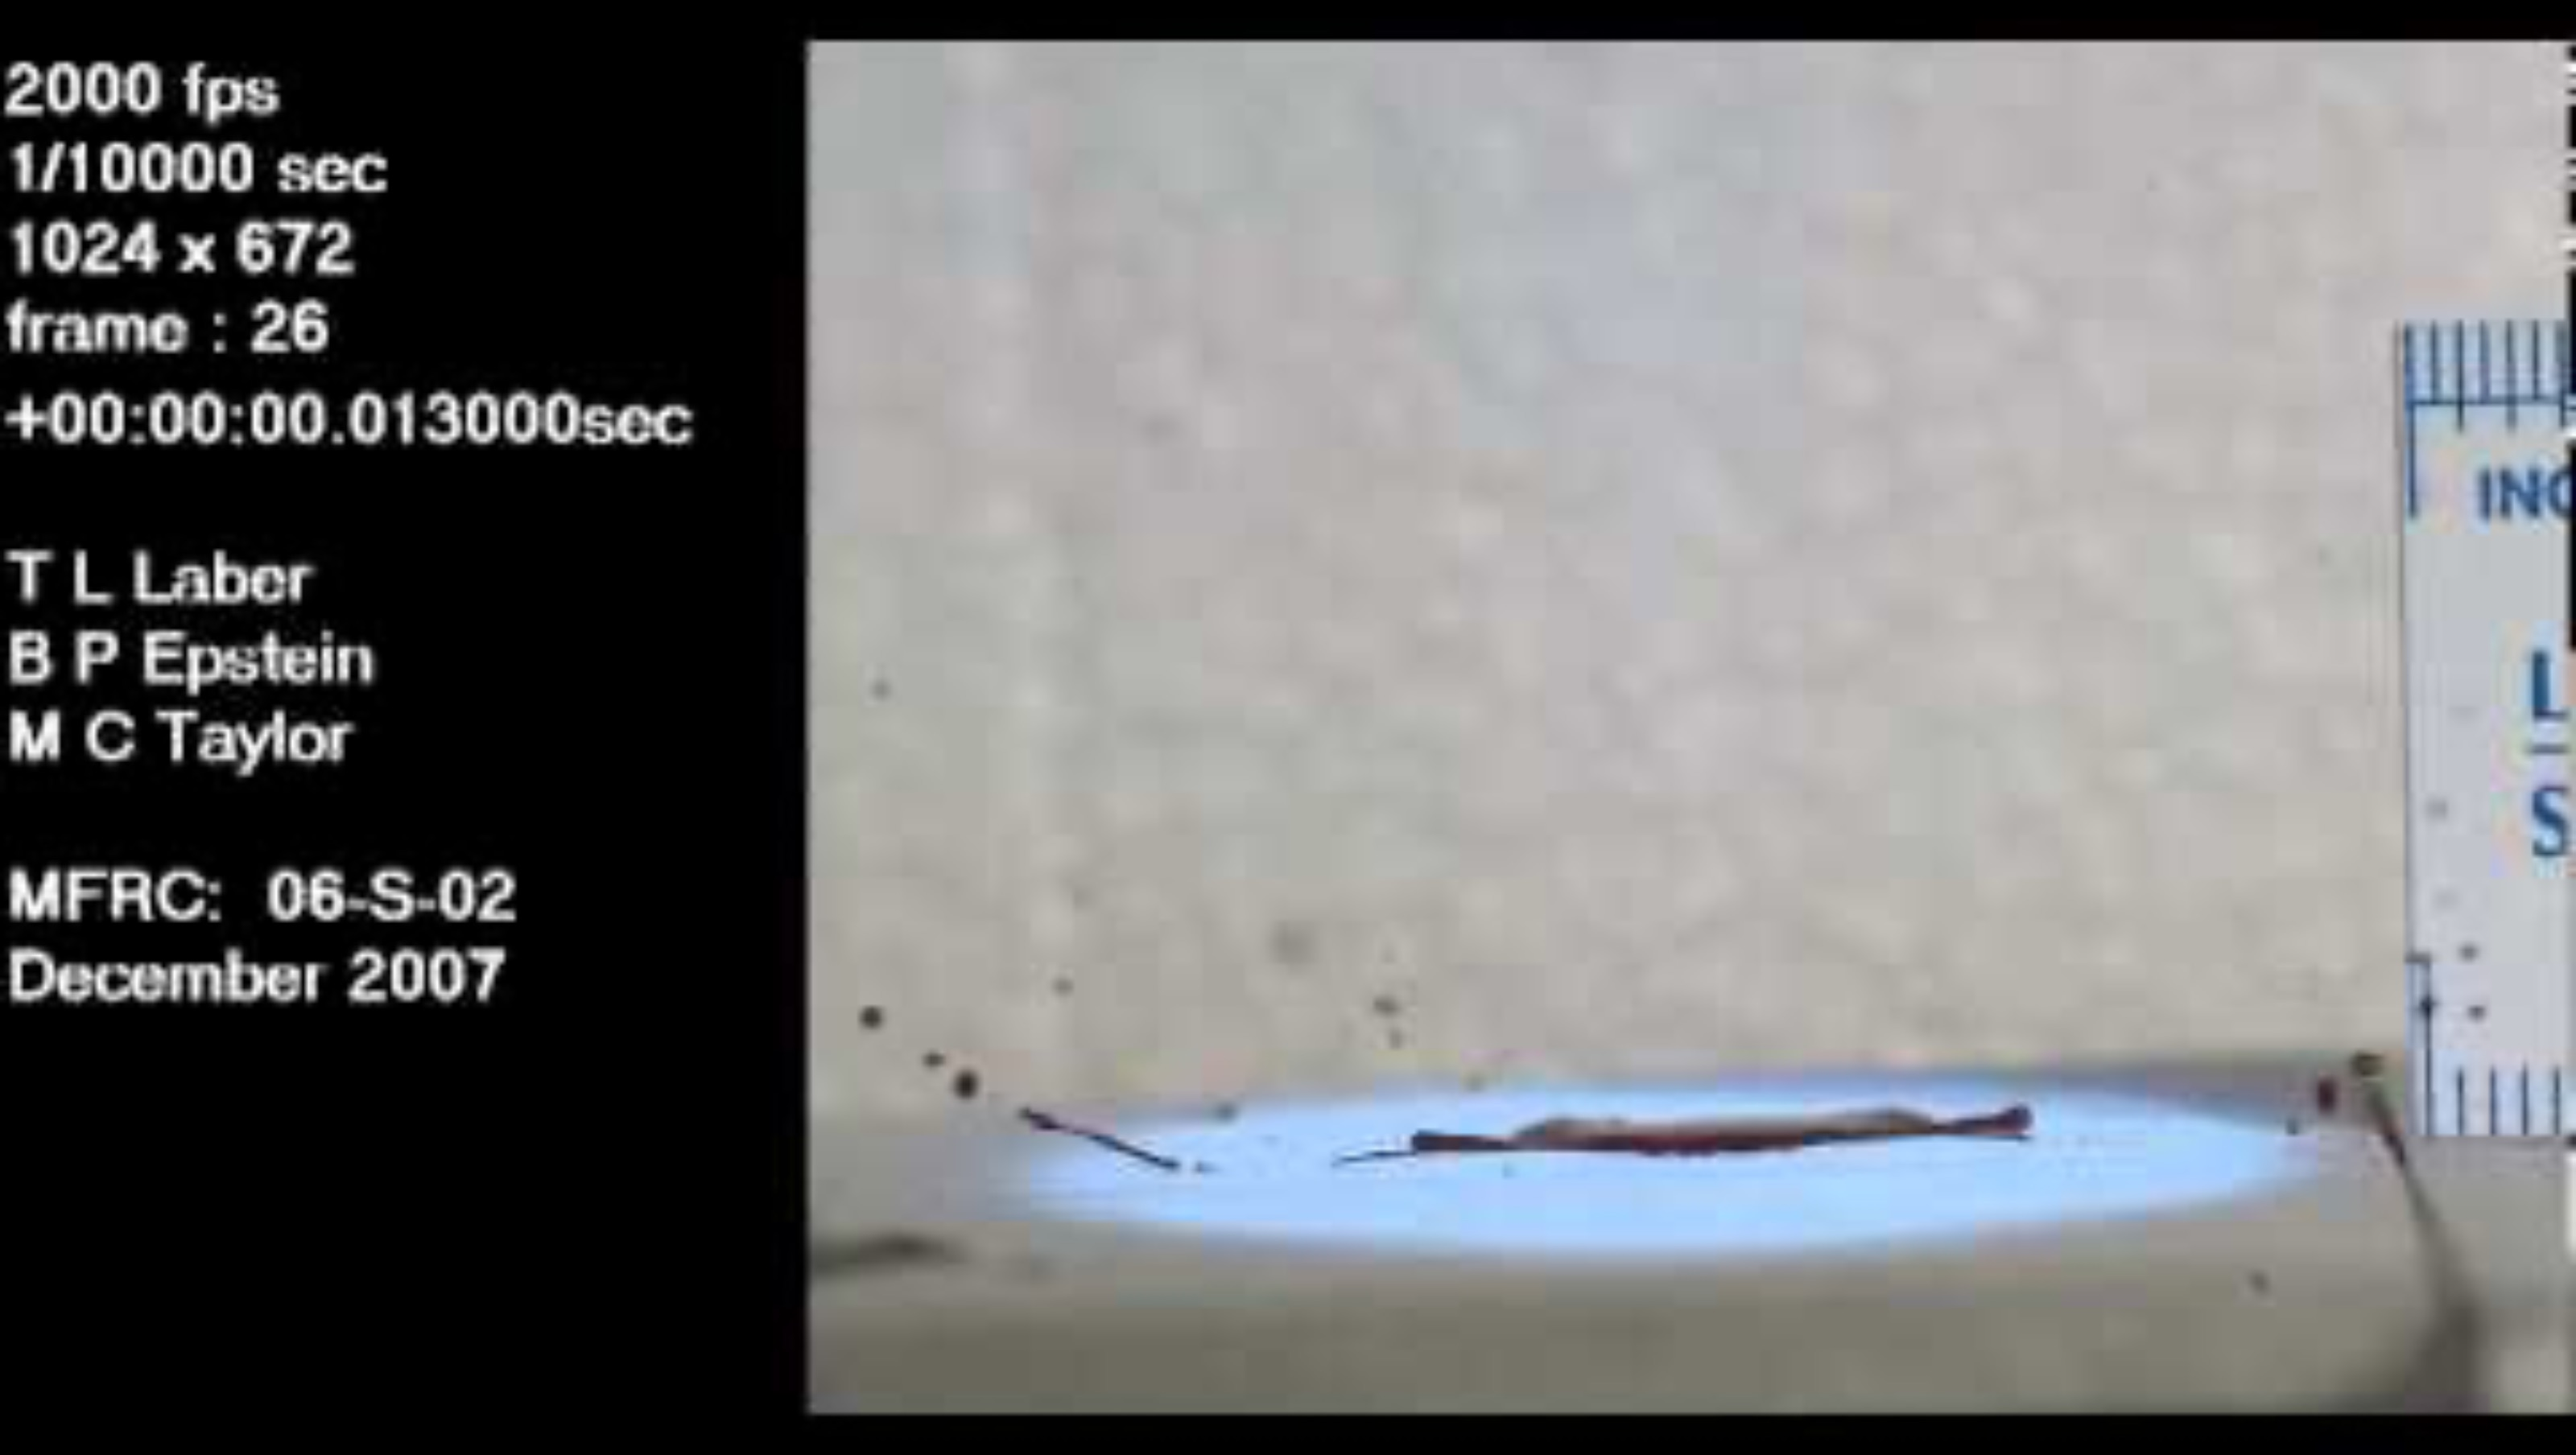 2000 fps
1/10000 sec
1024 x 672
frame : 26
+00:00:00.013000sec
T L Laber
B P Epstein
M C Taylor
MFRC: 06-S-02
December 2007
INC
L
S